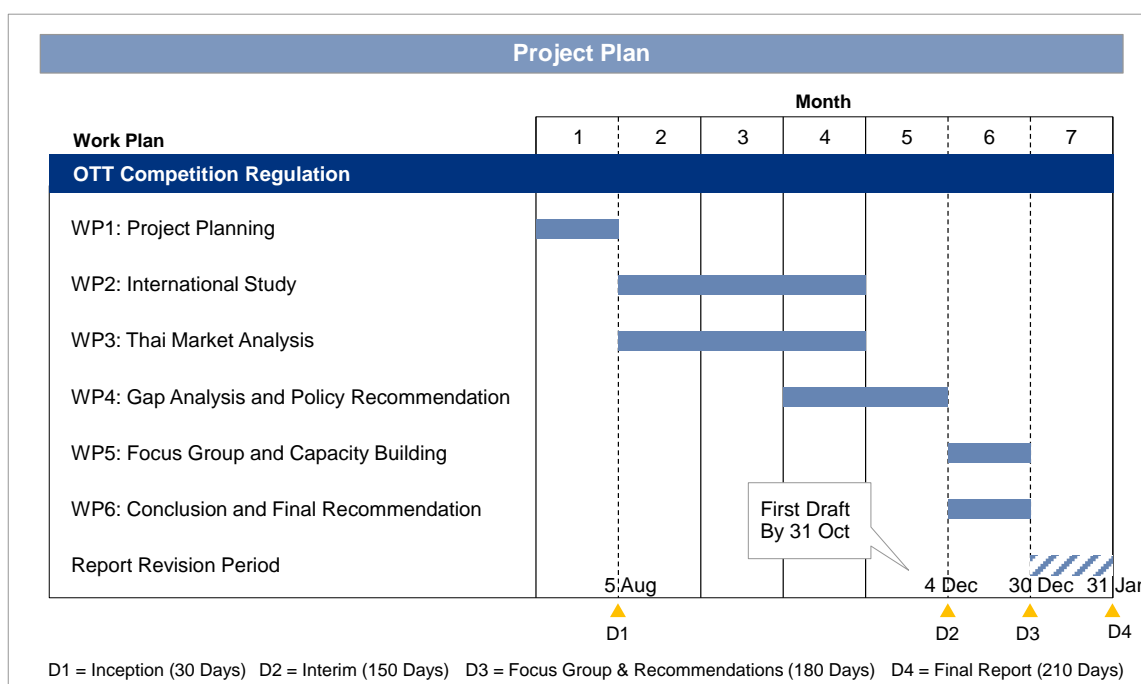 Project Plan
Month
Work Plan
1 2 3 4 5 6 7
OTT Competition Regulation
WP1: Project Planning
WP2: International Study
WP3: Thai Market Analysis
WP4: Gap Analysis and Policy Recommendation
WP5: Focus Group and Capacity Building
WP6: Conclusion and Final Recommendation
First Draft
By 31 Oct
Report Revision Period
5 Aug 4 Dec 30 Dec 31 Jan
D1 D2 D3 D4
D1 = Inception (30 Days) D2 = Interim (150 Days) D3 = Focus Group & Recommendations (180 Days) D4 = Final Report (210 Days)